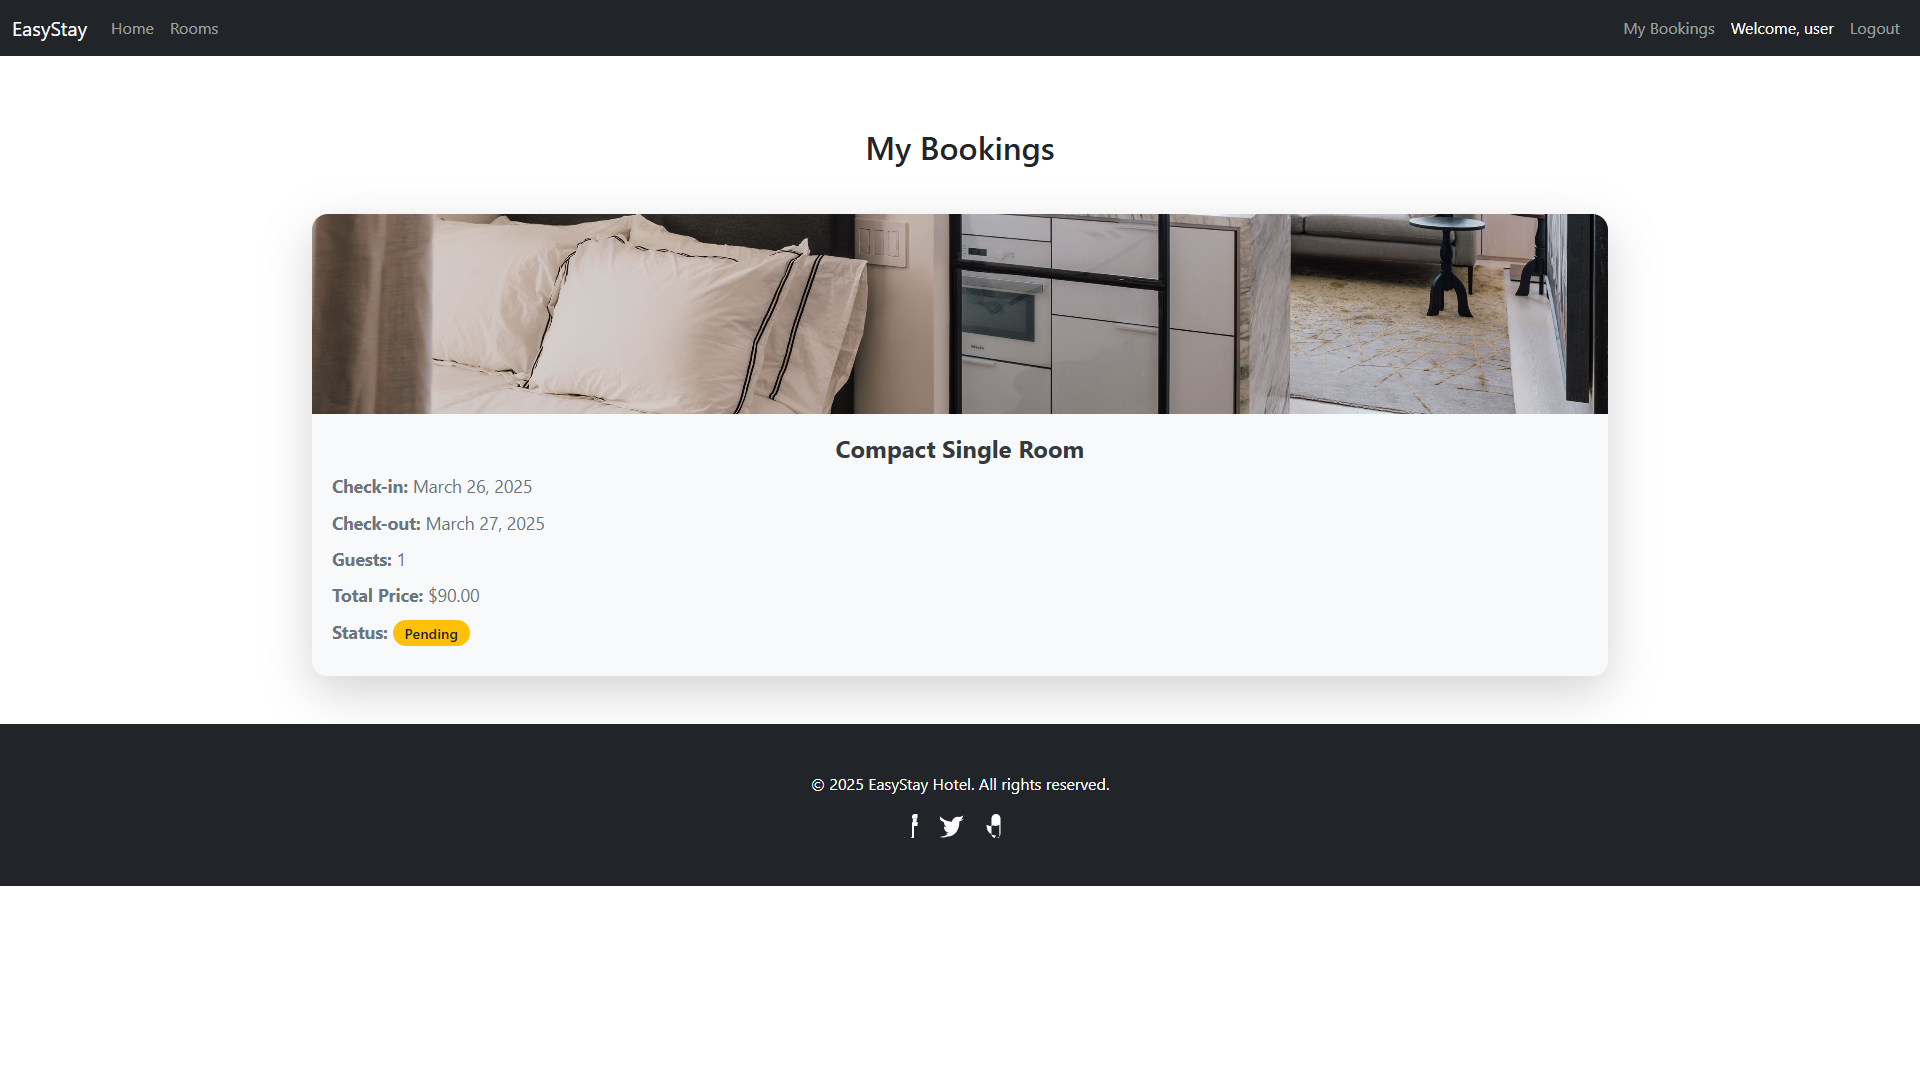 EasyStay Home Rooms My Bookings Welcome, user Logout
My Bookings
Compact Single Room
Check-in: March 26, 2025
Check-out: March 27, 2025
Guests: 1
Total Price: $90.00
Status: Pending
© 2025 EasyStay Hotel. All rights reserved.